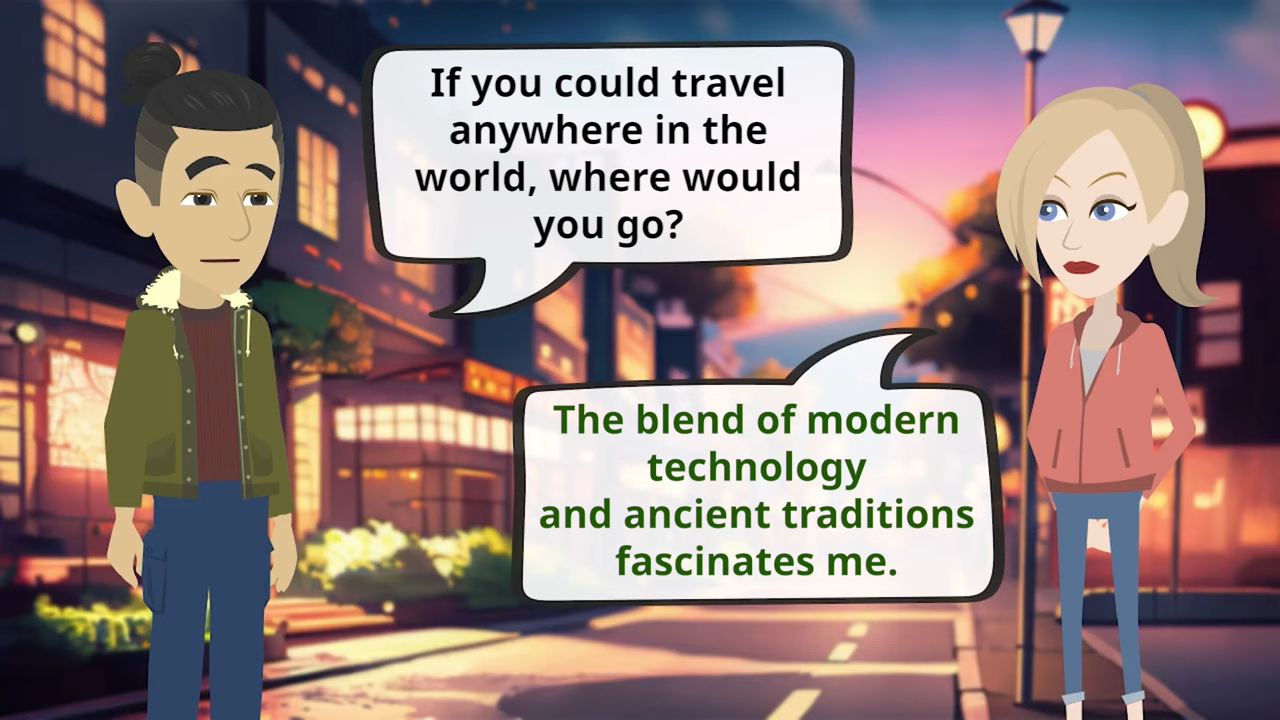 If you could travel
anywhere in the
world, where would
you go?
The blend of modern
technology
and ancient traditions
fascinates me.